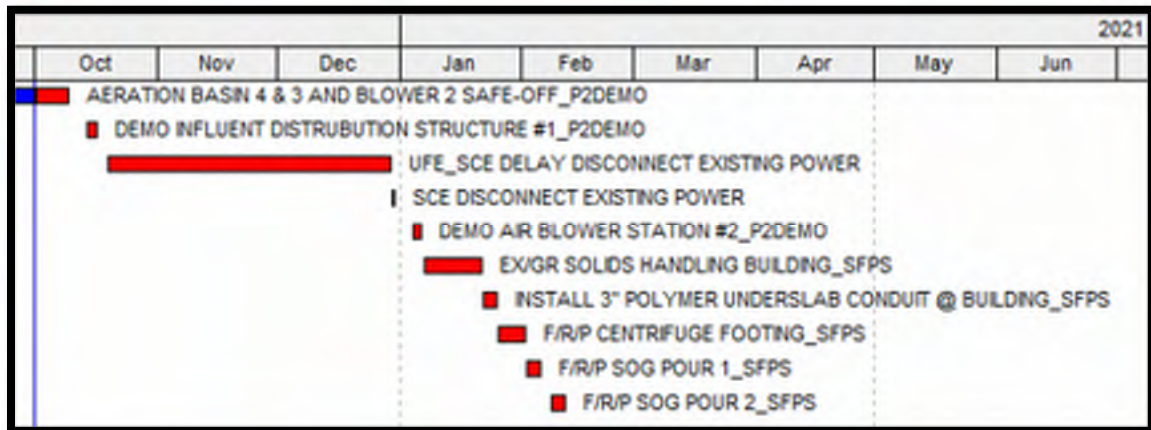 2021
Oct Nov Dec Jan Feb Mar Apr May Jun
AERATION BASIN 4 & 3 AND BLOWER 2 SAFE-OFF_P2DEMO
DEMO INFLUENT DISTRUBUTION STRUCTURE #1_P2DEMO
UFE_SCE DELAY DISCONNECT EXISTING POWER
SCE DISCONNECT EXISTING POWER
DEMO AIR BLOWER STATION #2_P2DEMO
EX/GR SOLIDS HANDLING BUILDING_SFPS
INSTALL 3" POLYMER UNDERSLAB CONDUIT @ BUILDING_SFPS
F/R/P CENTRIFUGE FOOTING_SFPS
F/R/P SOG POUR 1_SFPS
F/R/P SOG POUR 2_SFPS